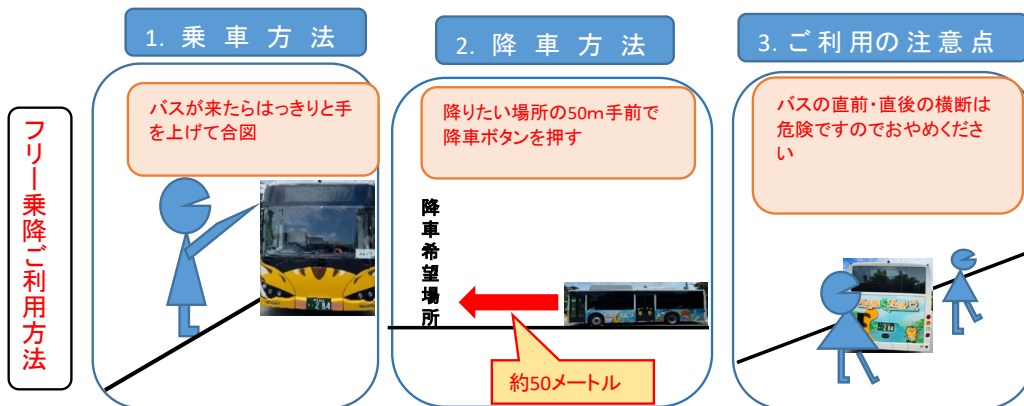 フリー乗降ご利用方法
1. 乗車方法
バスが来たらはっきりと手
を上げて合図
284
2. 降車方法
降りたい場所の50m手前で
降車ボタンを押す
降車希望場所
約50メートル
3. ご利用の注意点
バスの直前・直後の横断は
危険ですのでおやめくださ
い
284